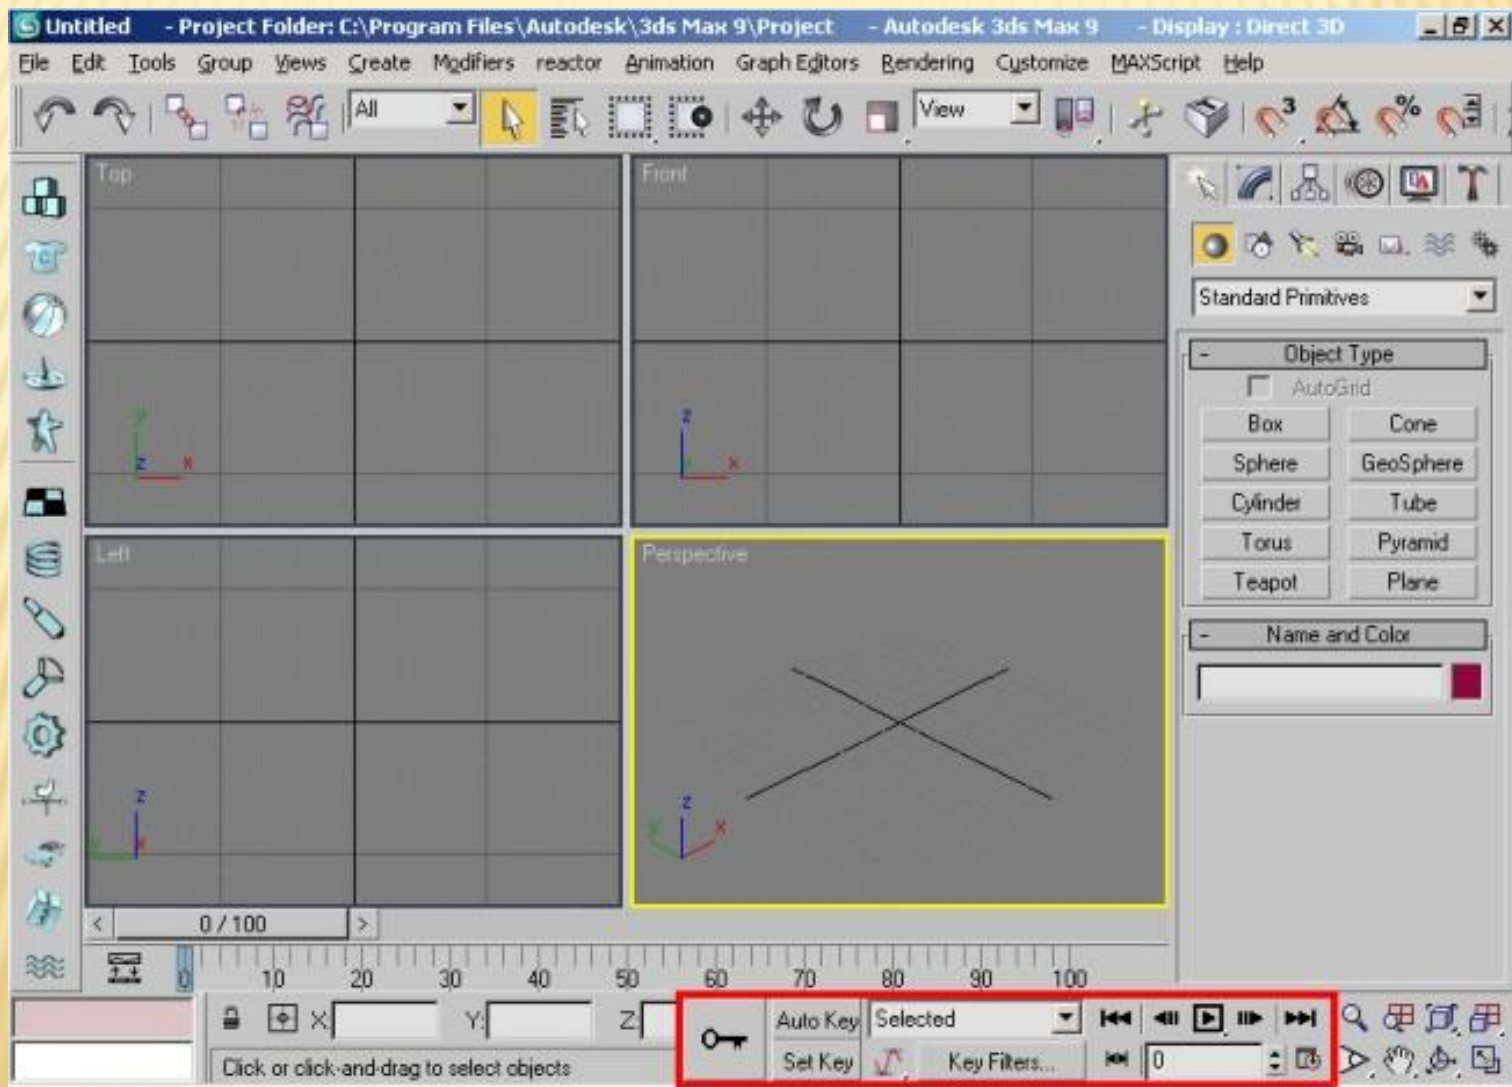 Untitled - Project Folder: C:\Program Files\Autodesk\3ds Max 9\Project - Autodesk 3ds Max 9 - Display : Direct 3D
File Edit Tools Group Views Create Modifiers reactor Animation Graph Editors Rendering Customize MAXScript Help
All View 3 %
Top Front
Standard Primitives
Object Type
AutoGrid
Box Cone
Sphere GeoSphere
Cylinder Tube
Torus Pyramid
Teapot Plane
Name and Color
y z x
z y x
Left Perspective
z y x
z y x
< 0 / 100 >
0 10 20 30 40 50 60 70 80 90 100
X: Y: Z: Auto Key Selected
Click or click-and-drag to select objects Set Key Key Filters... 0